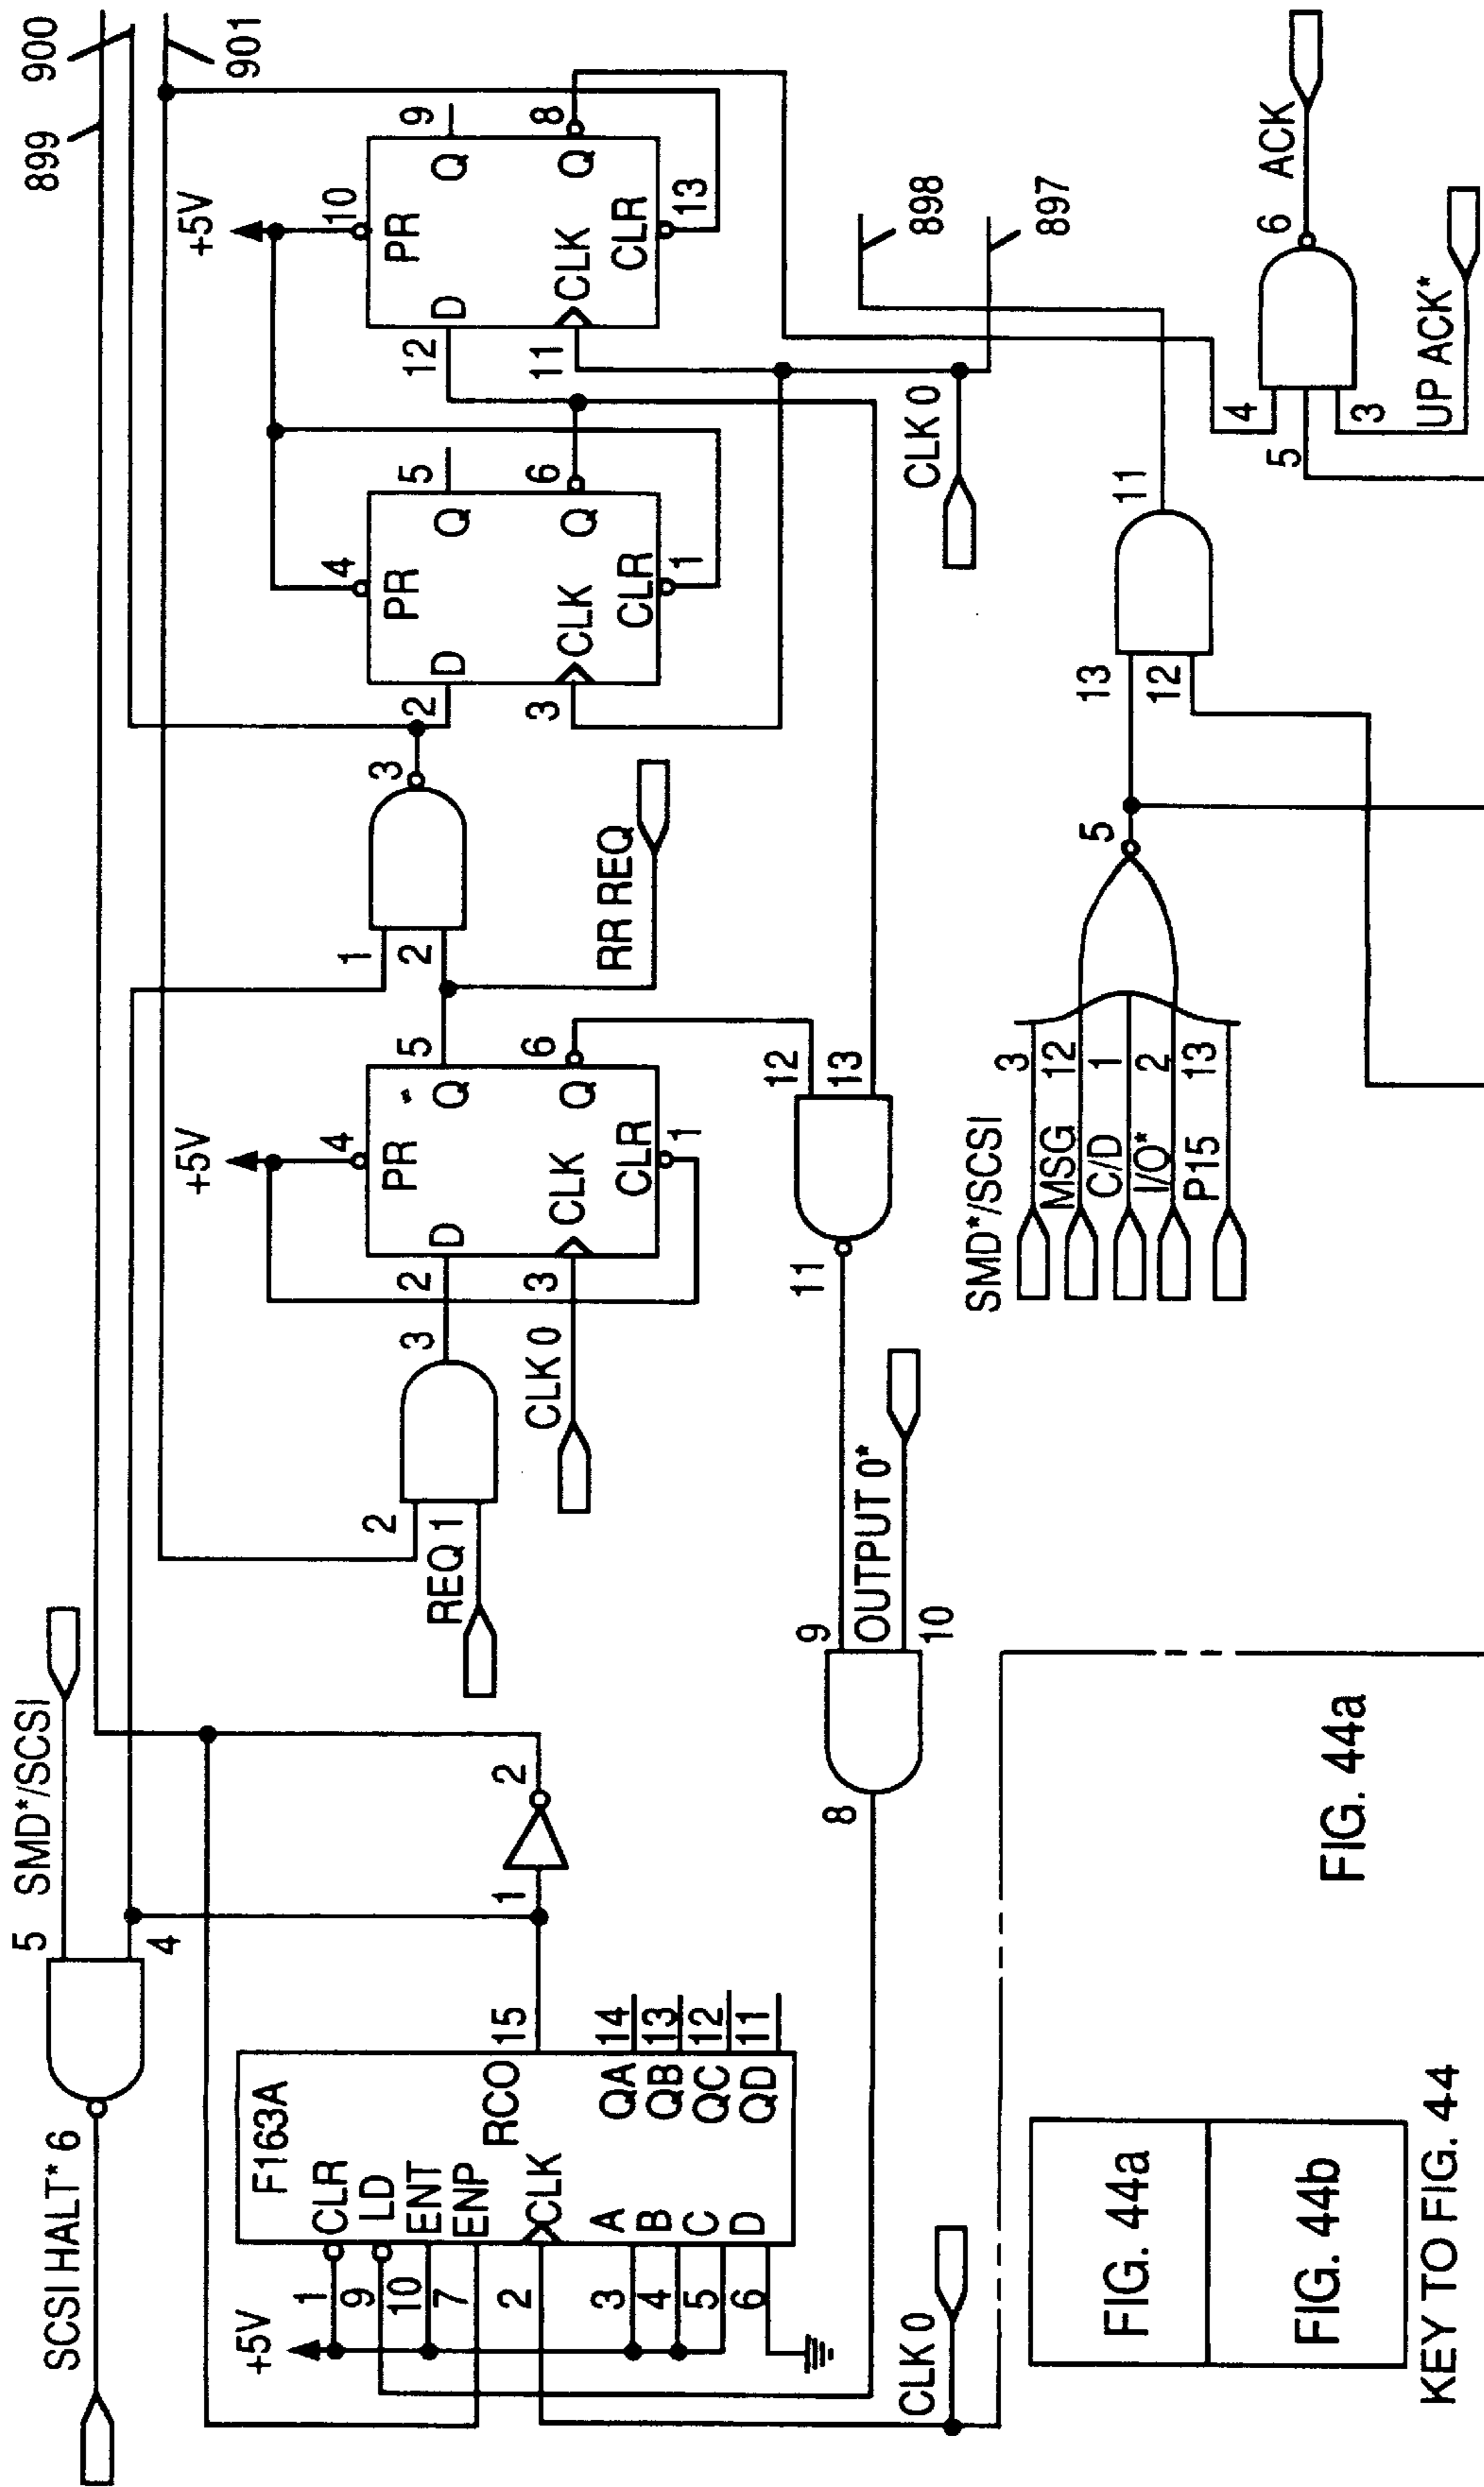 899
900
901
5
SMD*/SCSI
4
SCSI HALT* 6
+5V
1
9
10
7
2
3
4
5
6
F163A
CLR
LD
ENT
ENP
CLK
A
B
C
D
RCO
QA
QB
QC
QD
15
14
13
12
11
1
2
CLK 0
2
REQ 1
3
CLK 0
+5V
4
2
3
D
PR
Q
CLK
Q
CLR
1
5
6
1
2
3
RR REQ
2
3
4
D
PR
Q
CLK
Q
CLR
1
5
6
+5V
10
12
11
D
PR
Q
CLK
Q
CLR
13
9
8
CLK 0
898
897
12
13
11
9
OUTPUT 0*
10
8
SMD*/SCSI
3
MSG 12
C/D 1
I/O* 2
P15 13
5
13
12
11
4
5
3
UP ACK*
6
ACK
FIG. 44a
FIG. 44a
FIG. 44b
KEY TO FIG. 44